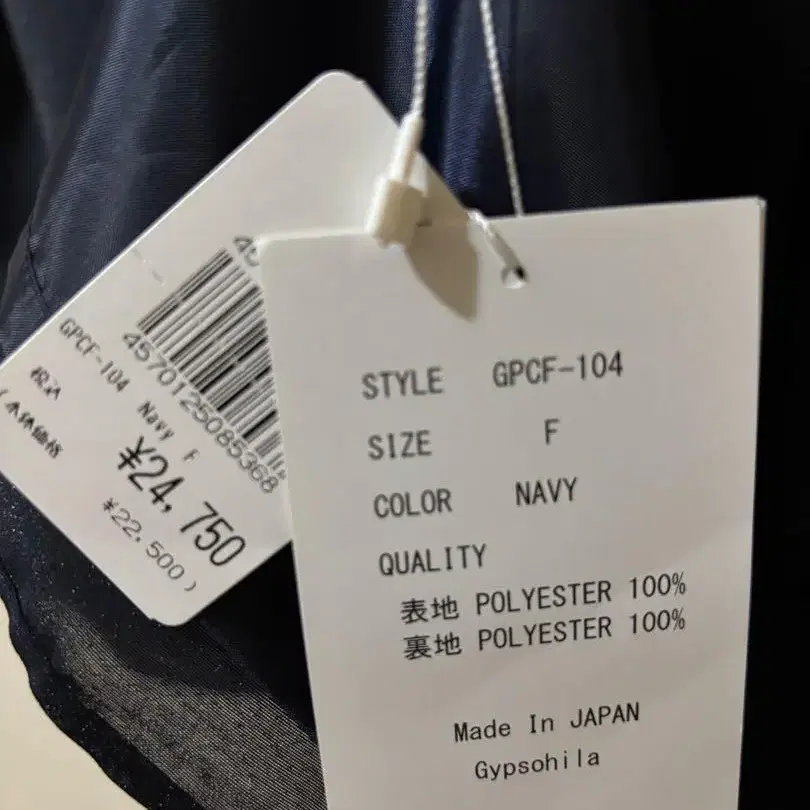 4570125085368
GPCF-104 Navy F
税込 ¥24,750
(本体価格 ¥22,500)
STYLE GPCF-104
SIZE F
COLOR NAVY
QUALITY
表地 POLYESTER 100%
裏地 POLYESTER 100%
Made In JAPAN
Gypsohila